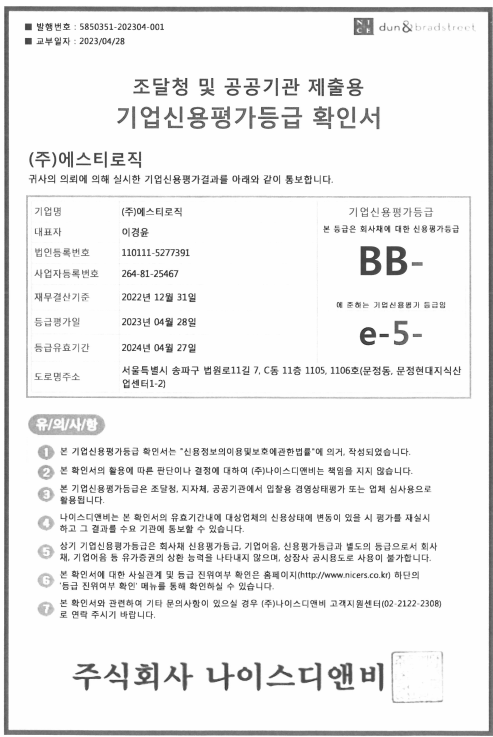 ■ 발행번호 : 5850351-202304-001
■ 교부일자 : 2023/04/28
NICE dun&bradstreet
조달청 및 공공기관 제출용
기업신용평가등급 확인서
(주)에스티로직
귀사의 의뢰에 의해 실시한 기업신용평가결과를 아래와 같이 통보합니다.
기업명 (주)에스티로직
대표자 이경윤
법인등록번호 110111-5277391
사업자등록번호 264-81-25467
재무결산기준 2022년 12월 31일
등급평가일 2023년 04월 28일
등급유효기간 2024년 04월 27일
도로명주소 서울특별시 송파구 법원로11길 7, C동 11층 1105, 1106호(문정동, 문정현대지식산
업센터1-2)
기업신용평가등급
본 등급은 회사채에 대한 신용평가등급
BB-
에 준하는 기업신용평가 등급임
e-5-
유/의/사/항
1 본 기업신용평가등급 확인서는 "신용정보의이용및보호에관한법률"에 의거, 작성되었습니다.
2 본 확인서의 활용에 따른 판단이나 결정에 대하여 (주)나이스디앤비는 책임을 지지 않습니다.
3 본 기업신용평가등급은 조달청, 지자체, 공공기관에서 입찰용 경영상태평가 또는 업체 심사용으로
활용됩니다.
4 나이스디앤비는 본 확인서의 유효기간내에 대상업체의 신용상태에 변동이 있을 시 평가를 재실시
하고 그 결과를 수요 기관에 통보할 수 있습니다.
5 상기 기업신용평가등급은 회사채 신용평가등급, 기업어음, 신용평가등급과 별도의 등급으로서 회사
채, 기업어음 등 유가증권의 상환 능력을 나타내지 않으며, 상장사 공시용도로 사용이 불가합니다.
6 본 확인서에 대한 사실관계 및 등급 진위여부 확인은 홈페이지(http://www.nicers.co.kr) 하단의
'등급 진위여부 확인' 메뉴를 통해 확인하실 수 있습니다.
7 본 확인서와 관련하여 기타 문의사항이 있으실 경우 (주)나이스디앤비 고객지원센터(02-2122-2308)
로 연락 주시기 바랍니다.
주식회사 나이스디앤비